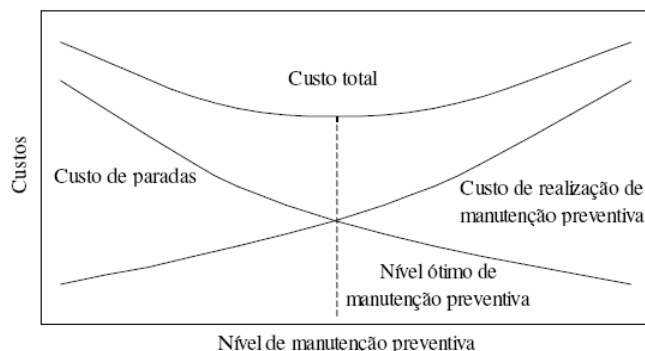 Custo total
Custos
Custo de paradas
Custo de realização de
manutenção preventiva
Nível ótimo de
manutenção preventiva
Nível de manutenção preventiva